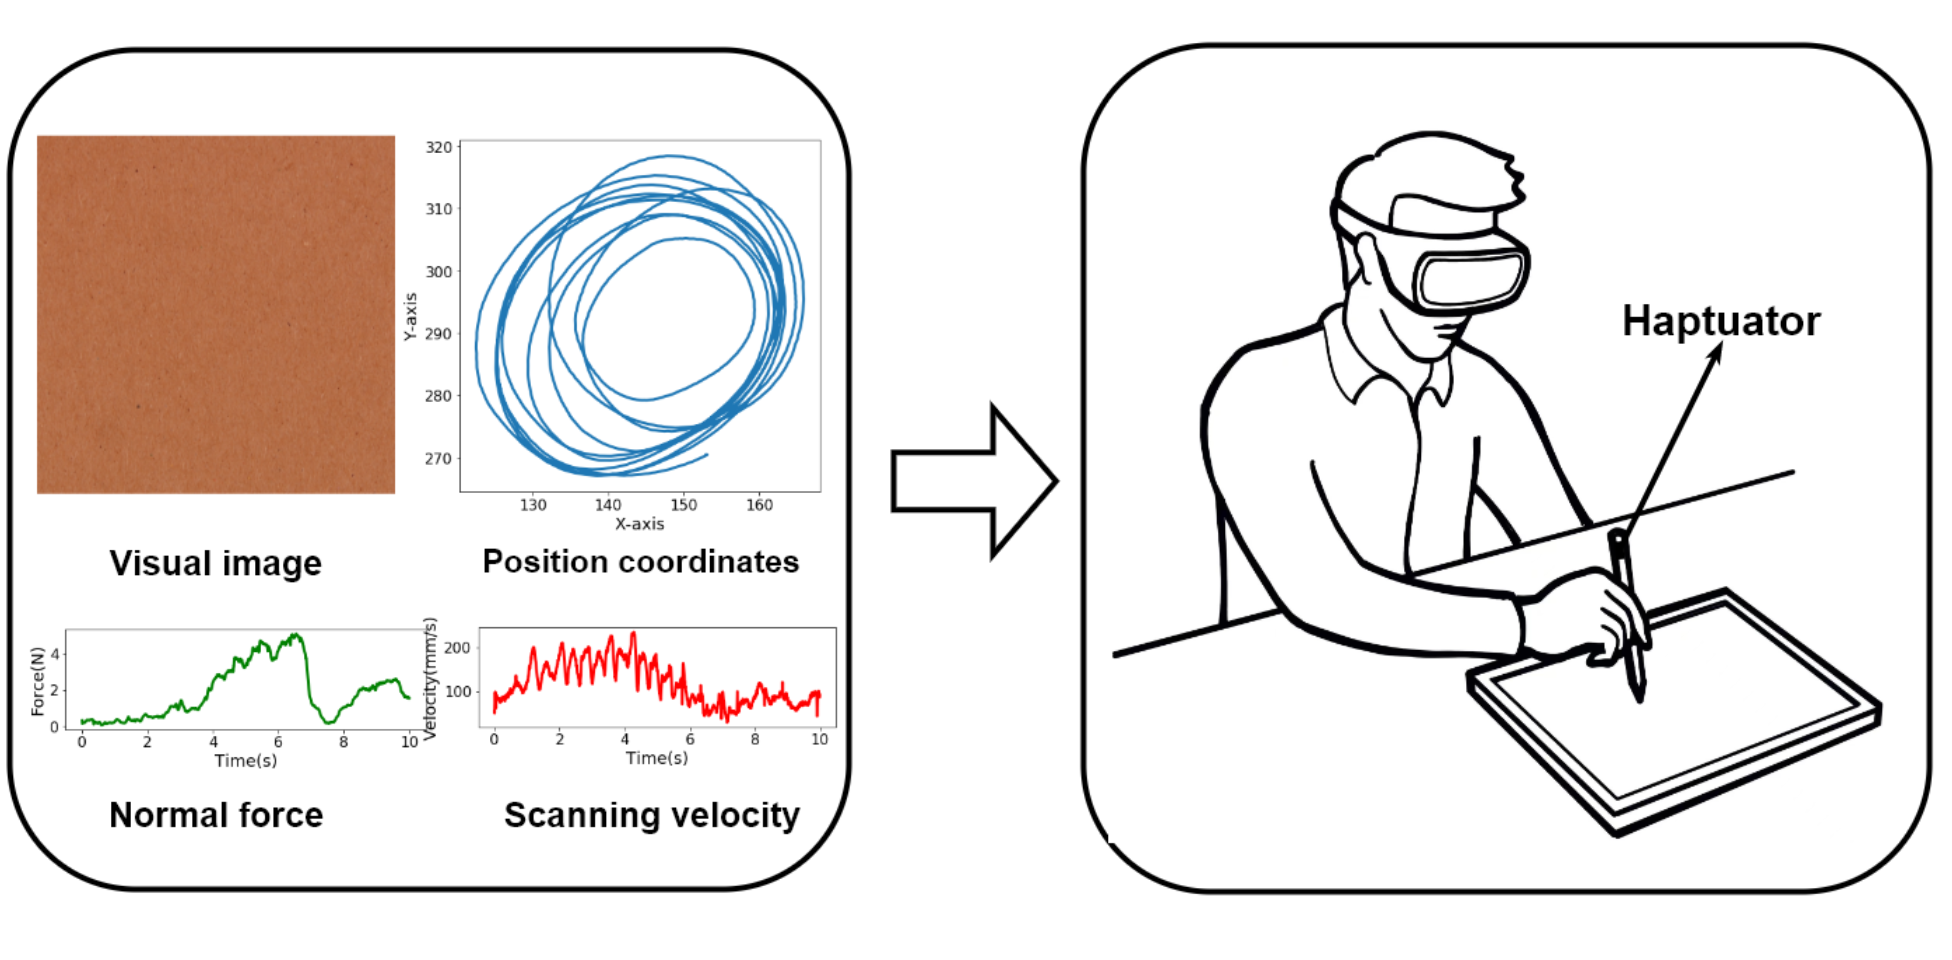 320
310
300
290
280
270
Y-axis
130 140 150 160
X-axis
Visual image
Position coordinates
4
2
0
Force(N)
0 2 4 6 8 10
Time(s)
200
100
Velocity(mm/s)
0 2 4 6 8 10
Time(s)
Normal force
Scanning velocity
Haptuator